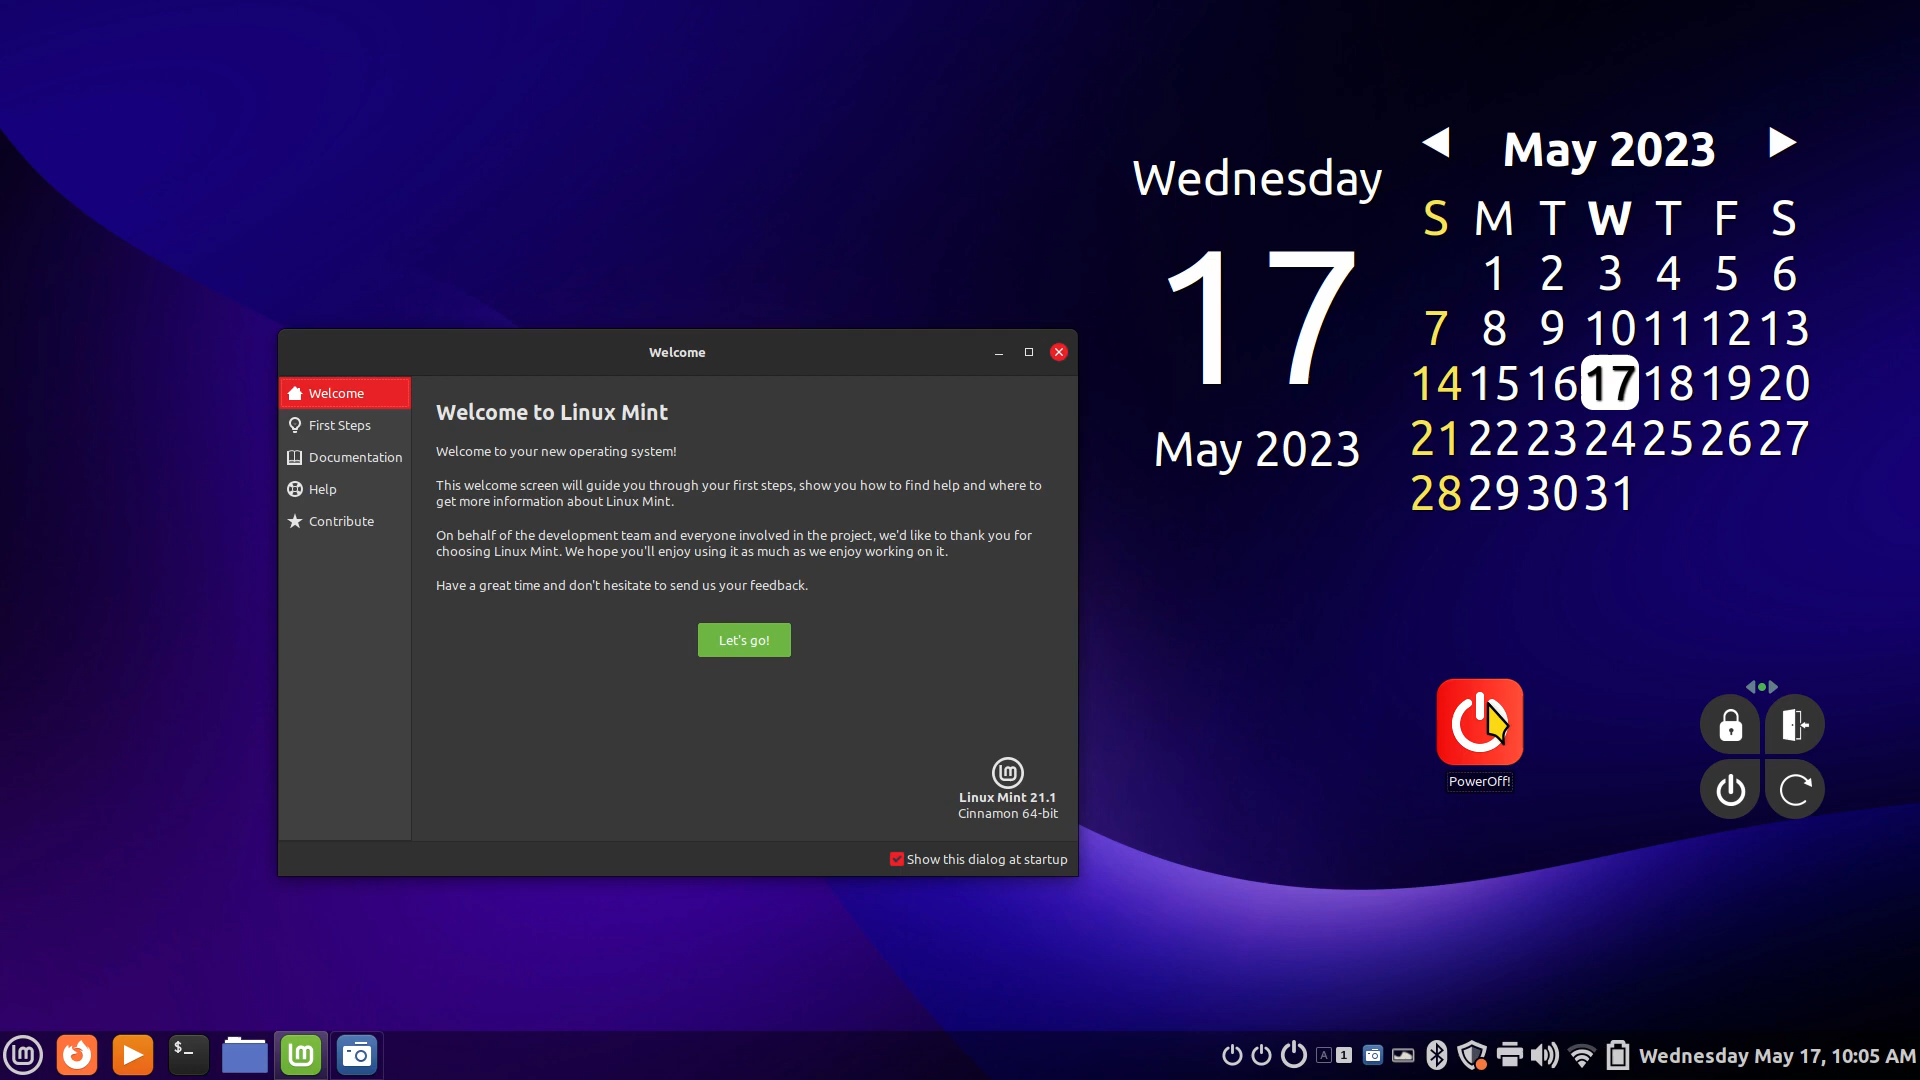 Welcome
Welcome
First Steps
Documentation
Help
Contribute
Welcome to Linux Mint
Welcome to your new operating system!
This welcome screen will guide you through your first steps, show you how to find help and where to
get more information about Linux Mint.
On behalf of the development team and everyone involved in the project, we'd like to thank you for
choosing Linux Mint. We hope you'll enjoy using it as much as we enjoy working on it.
Have a great time and don't hesitate to send us your feedback.
Let's go!
Linux Mint 21.1
Cinnamon 64-bit
Show this dialog at startup
Wednesday
17
May 2023
May 2023
S M T W T F S
1 2 3 4 5 6
7 8 9 10 11 12 13
14 15 16 17 18 19 20
21 22 23 24 25 26 27
28 29 30 31
PowerOff!
$_
A 1
Wednesday May 17, 10:05 AM